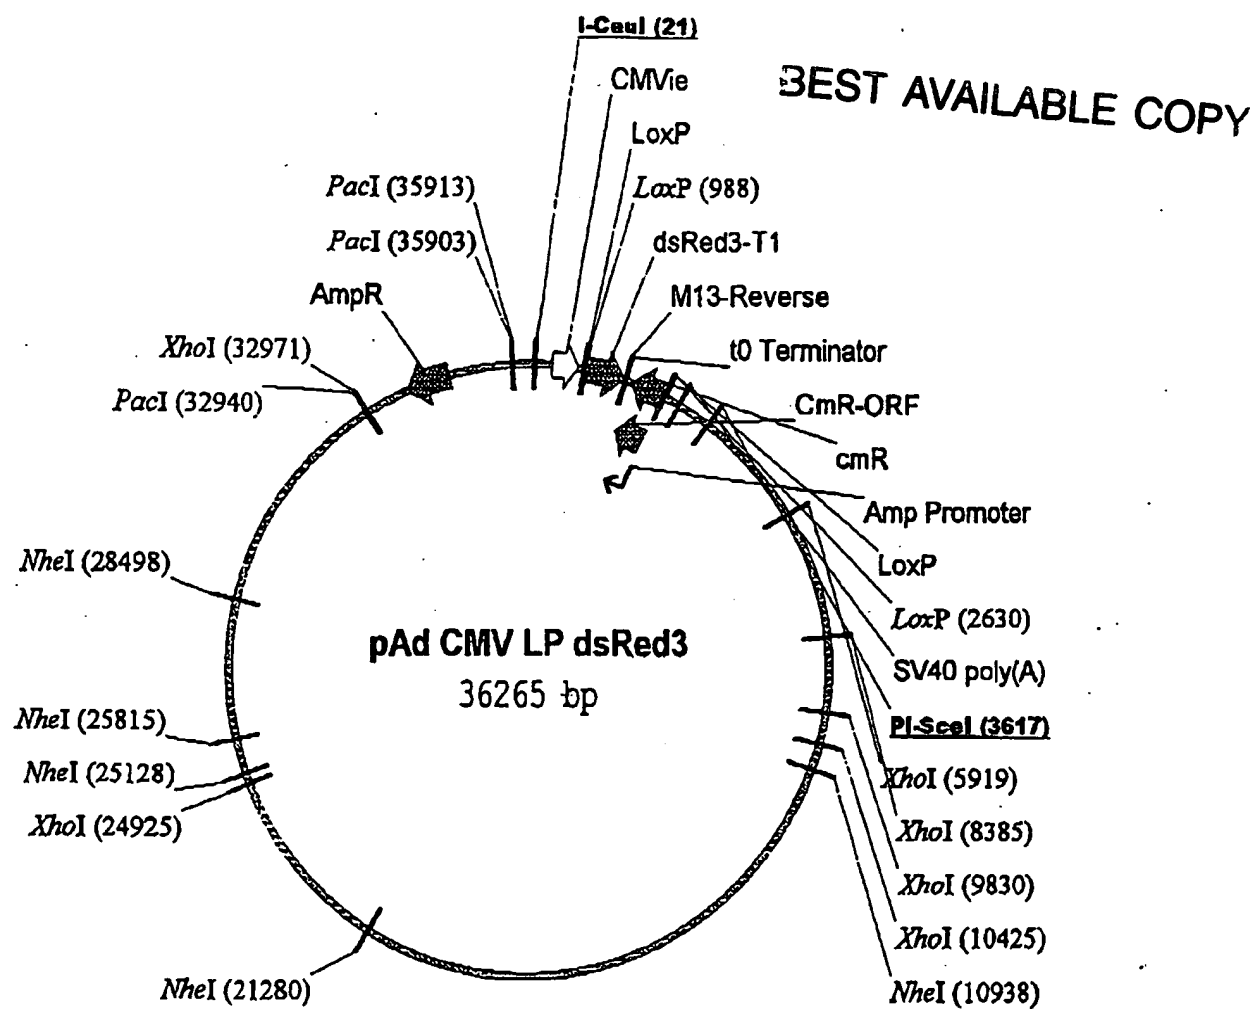 I-CeuI (21)
CMVie
BEST AVAILABLE COPY
LoxP
PacI (35913)
LoxP (988)
PacI (35903)
dsRed3-T1
AmpR
M13-Reverse
XhoI (32971)
t0 Terminator
PacI (32940)
CmR-ORF
cmR
Amp Promoter
NheI (28498)
LoxP
LoxP (2630)
pAd CMV LP dsRed3
36265 bp
SV40 poly(A)
NheI (25815)
PI-SceI (3617)
NheI (25128)
XhoI (5919)
XhoI (24925)
XhoI (8385)
XhoI (9830)
XhoI (10425)
NheI (21280)
NheI (10938)